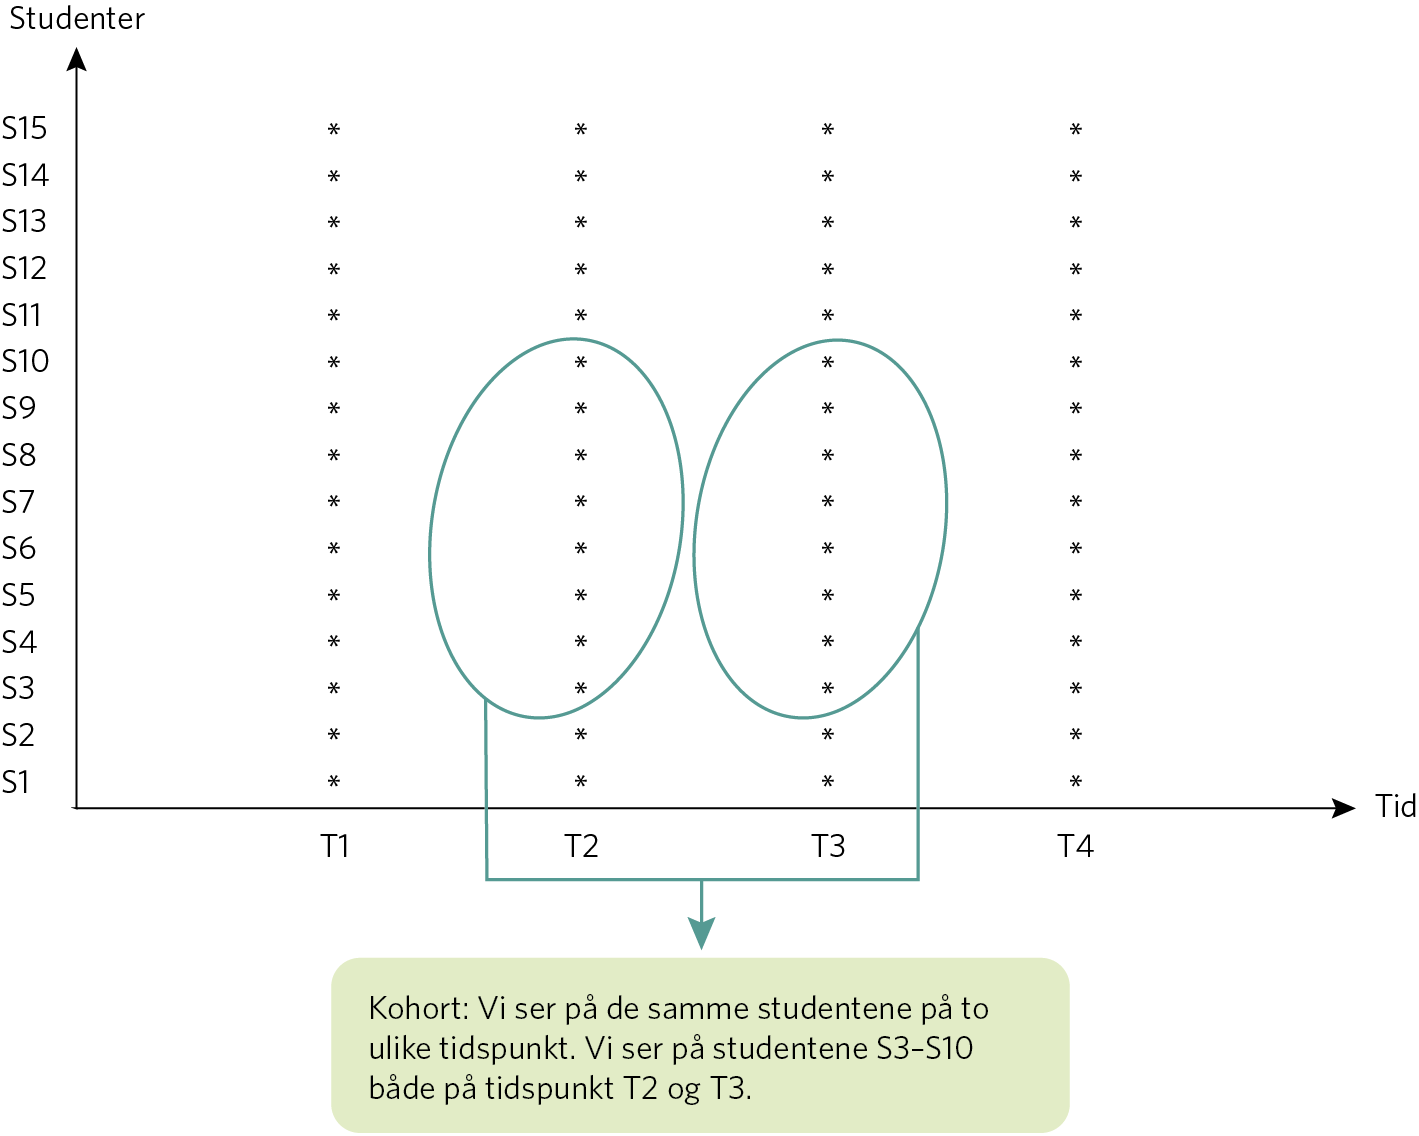 Studenter
S15 * * * *
S14 * * * *
S13 * * * *
S12 * * * *
S11 * * * *
S10 * * * *
S9 * * * *
S8 * * * *
S7 * * * *
S6 * * * *
S5 * * * *
S4 * * * *
S3 * * * *
S2 * * * *
S1 * * * *
Tid
T1 T2 T3 T4
Kohort: Vi ser på de samme studentene på to
ulike tidspunkt. Vi ser på studentene S3–S10
både på tidspunkt T2 og T3.